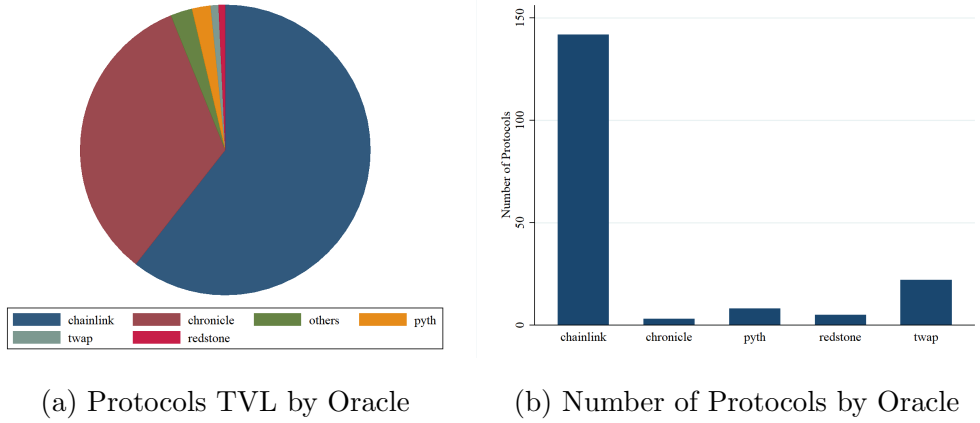 chainlink chronicle others pyth
twap redstone
(a) Protocols TVL by Oracle
Number of Protocols
150
100
50
0
chainlink chronicle pyth redstone twap
(b) Number of Protocols by Oracle